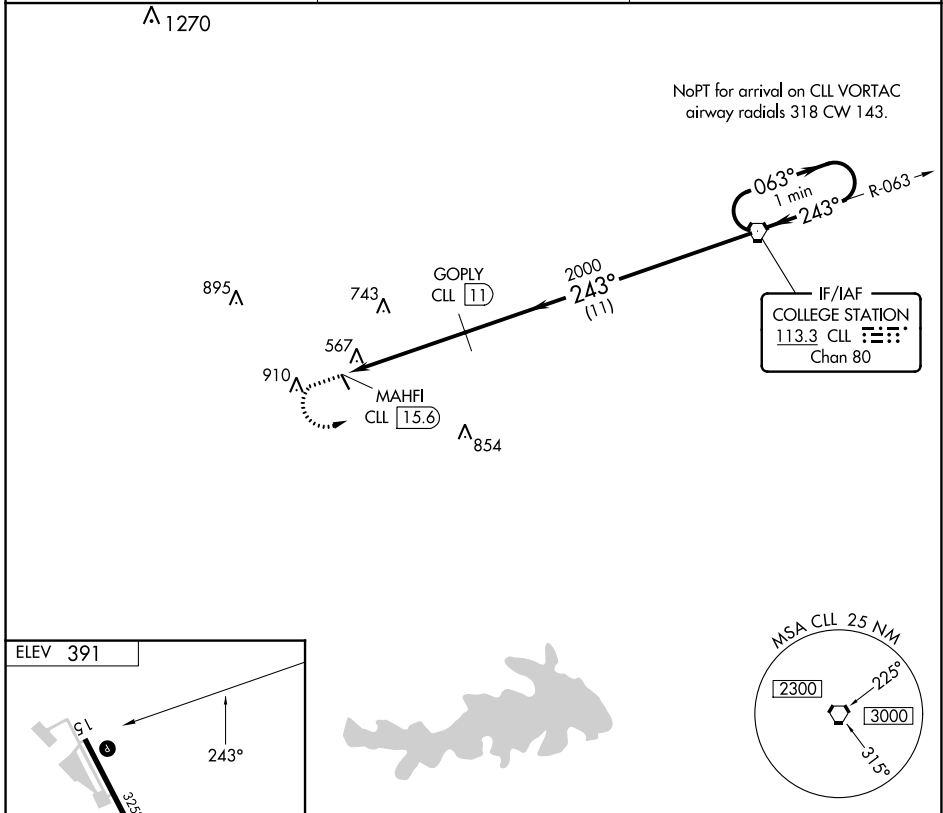 1270
NoPT for arrival on CLL VORTAC
airway radials 318 CW 143.
063°
1 min
243°
R-063
895
743
GOPLY
CLL 11
2000
243°
(11)
IF/IAF
COLLEGE STATION
113.3 CLL
Chan 80
567
910
MAHFI
CLL 15.6
854
ELEV 391
15
P
243°
MSA CLL 25 NM
2300
225°
3000
315°